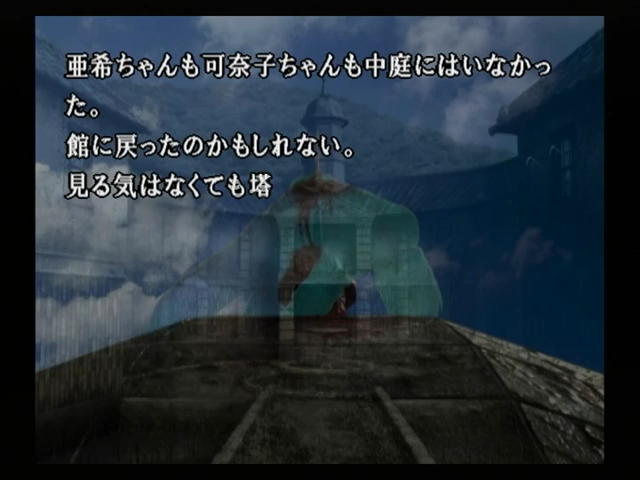 亜希ちゃんも可奈子ちゃんも中庭にはいなかっ
た。
館に戻ったのかもしれない。
見る気はなくても塔